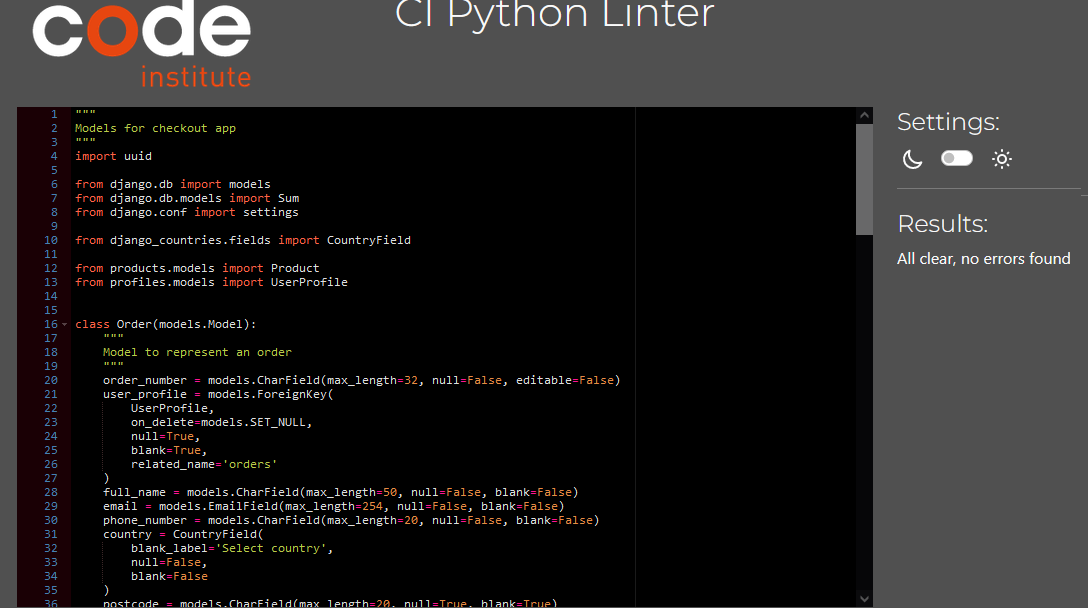 code
institute
CI Python Linter
1 """
2 Models for checkout app
3 """
4 import uuid
5
6 from django.db import models
7 from django.db.models import Sum
8 from django.conf import settings
9
10 from django_countries.fields import CountryField
11
12 from products.models import Product
13 from profiles.models import UserProfile
14
15
16 class Order(models.Model):
17     """
18     Model to represent an order
19     """
20     order_number = models.CharField(max_length=32, null=False, editable=False)
21     user_profile = models.ForeignKey(
22         UserProfile,
23         on_delete=models.SET_NULL,
24         null=True,
25         blank=True,
26         related_name='orders'
27     )
28     full_name = models.CharField(max_length=50, null=False, blank=False)
29     email = models.EmailField(max_length=254, null=False, blank=False)
30     phone_number = models.CharField(max_length=20, null=False, blank=False)
31     country = CountryField(
32         blank_label='Select country',
33         null=False,
34         blank=False
35     )
36     postcode = models.CharField(max_length=20, null=True, blank=True)
Settings:
Results:
All clear, no errors found